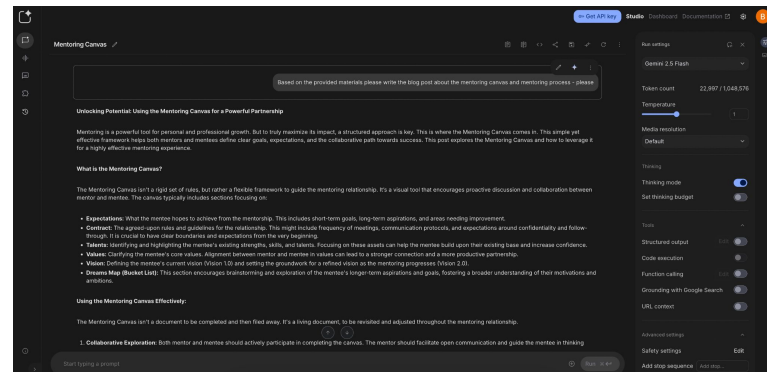 Get API key Studio Dashboard Documentation B
Mentoring Canvas
Run settings
Based on the provided materials please write the blog post about the mentoring canvas and mentoring process - please
Gemini 2.5 Flash
Unlocking Potential: Using the Mentoring Canvas for a Powerful Partnership
Token count 22,997 / 1,048,576
Mentoring is a powerful tool for personal and professional growth. But to truly maximize its impact, a structured approach is key. This is where the Mentoring Canvas comes in. This simple yet
effective framework helps both mentors and mentees define clear goals, expectations, and the collaborative path towards success. This post explores the Mentoring Canvas and how to leverage it
for a highly effective mentoring experience.
Temperature
1
Media resolution
Default
What is the Mentoring Canvas?
Thinking
The Mentoring Canvas isn't a rigid set of rules, but rather a flexible framework to guide the mentoring relationship. It's a visual tool that encourages proactive discussion and collaboration between
mentor and mentee. The canvas typically includes sections focusing on:
Thinking mode
Set thinking budget
• Expectations: What the mentee hopes to achieve from the mentorship. This includes short-term goals, long-term aspirations, and areas needing improvement.
• Contract: The agreed-upon rules and guidelines for the relationship. This might include frequency of meetings, communication protocols, and expectations around confidentiality and follow-
through. It is crucial to have clear boundaries and expectations from the very beginning.
• Talents: Identifying and highlighting the mentee's existing strengths, skills, and talents. Focusing on these assets can help the mentee build upon their existing base and increase confidence.
• Values: Clarifying the mentee's core values. Alignment between mentor and mentee in values can lead to a stronger connection and a more productive partnership.
• Vision: Defining the mentee's current vision (Vision 1.0) and setting the groundwork for a refined vision as the mentoring progresses (Vision 2.0).
• Dreams Map (Bucket List): This section encourages brainstorming and exploration of the mentee's longer-term aspirations and goals, fostering a broader understanding of their motivations and
ambitions.
Tools
Structured output Edit
Code execution
Function calling Edit
Grounding with Google Search
URL context
Using the Mentoring Canvas Effectively:
The Mentoring Canvas isn't a document to be completed and then filed away. It's a living document, to be revisited and adjusted throughout the mentoring relationship.
Advanced settings
1. Collaborative Exploration: Both mentor and mentee should actively participate in completing the canvas. The mentor should facilitate open communication and guide the mentee in thinking
Safety settings Edit
Start typing a prompt
Run
Add stop sequence Add stop...